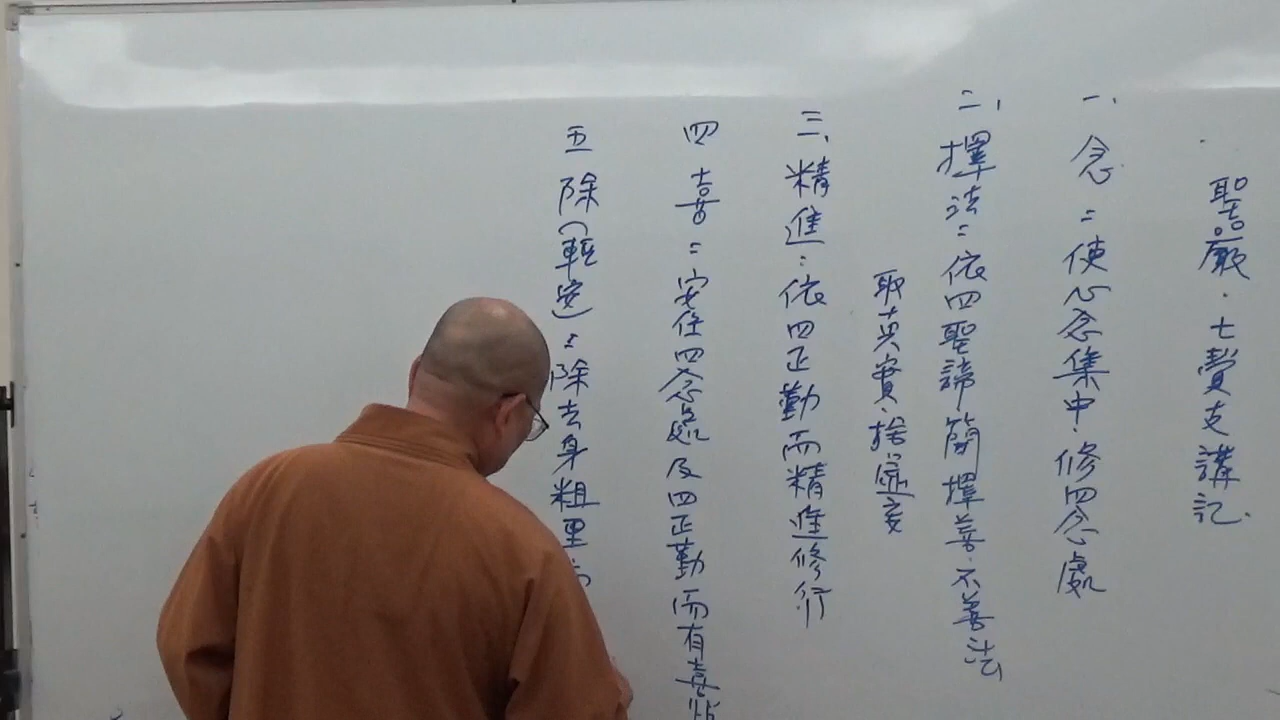 聖嚴·七覺支講記.
一、念：使心念集中.修四念處
二、擇法：依四聖諦簡擇善.不善法
取真實.捨虛妄
三、精進：依四正勤而精進修行
四 喜：安住四念處及四正勤而有喜悅
五 除(輕安)：除去身粗重而